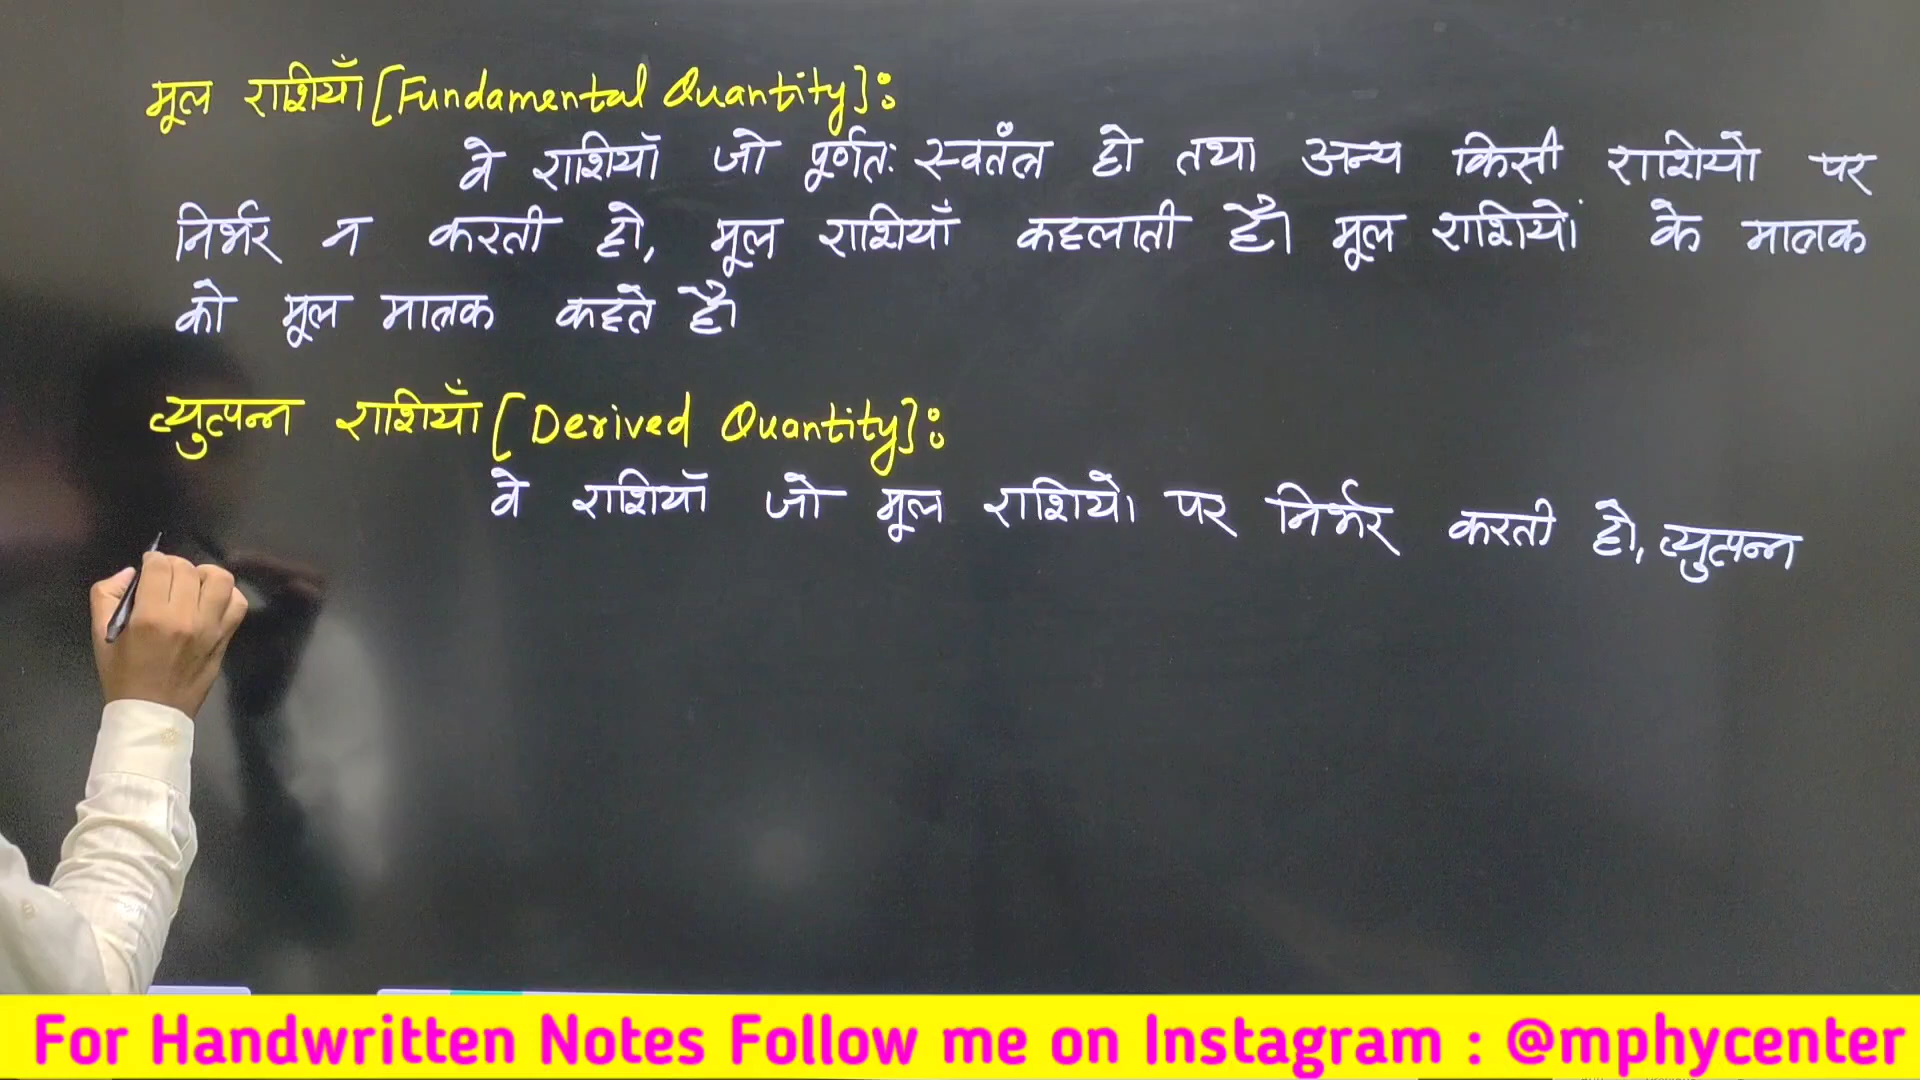 मूल राशियाँ [Fundamental Quantity]:
वे राशियाँ जो पूर्णतः स्वतंत्र हो तथा अन्य किसी राशियों पर
निर्भर न करती हो, मूल राशियाँ कहलाती है। मूल राशियों के मात्रक
को मूल मात्रक कहते है।
व्युत्पन्न राशियाँ [Derived Quantity]:
वे राशियाँ जो मूल राशियों पर निर्भर करती हो, व्युत्पन्न
For Handwritten Notes Follow me on Instagram : @mphycenter